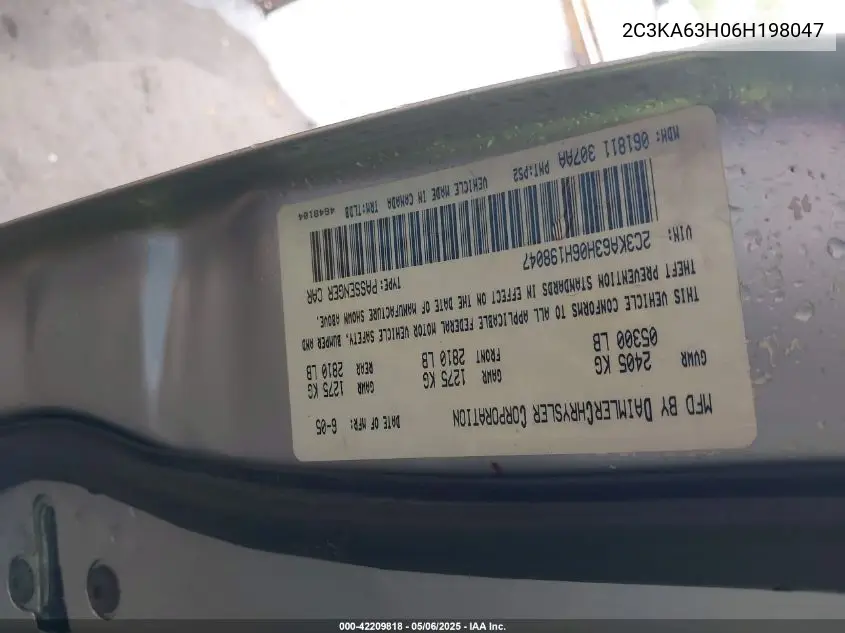 2C3KA63H06H198047
MFD BY DAIMLERCHRYSLER CORPORATION
DATE OF MFR: 6-05
GVWR 2405 KG 05300 LB
GAWR FRONT 1275 KG 2810 LB
GAWR REAR 1275 KG 2810 LB
THIS VEHICLE CONFORMS TO ALL APPLICABLE FEDERAL MOTOR VEHICLE SAFETY, BUMPER AND
THEFT PREVENTION STANDARDS IN EFFECT ON THE DATE OF MANUFACTURE SHOWN ABOVE.
VIN: 2C3KA63H06H198047
TYPE: PASSENGER CAR
MDH: 061811 307AA PNT:PS2 VEHICLE MADE IN CANADA TRM:TLDB 4648104
000-42209818 - 05/06/2025 - IAA Inc.